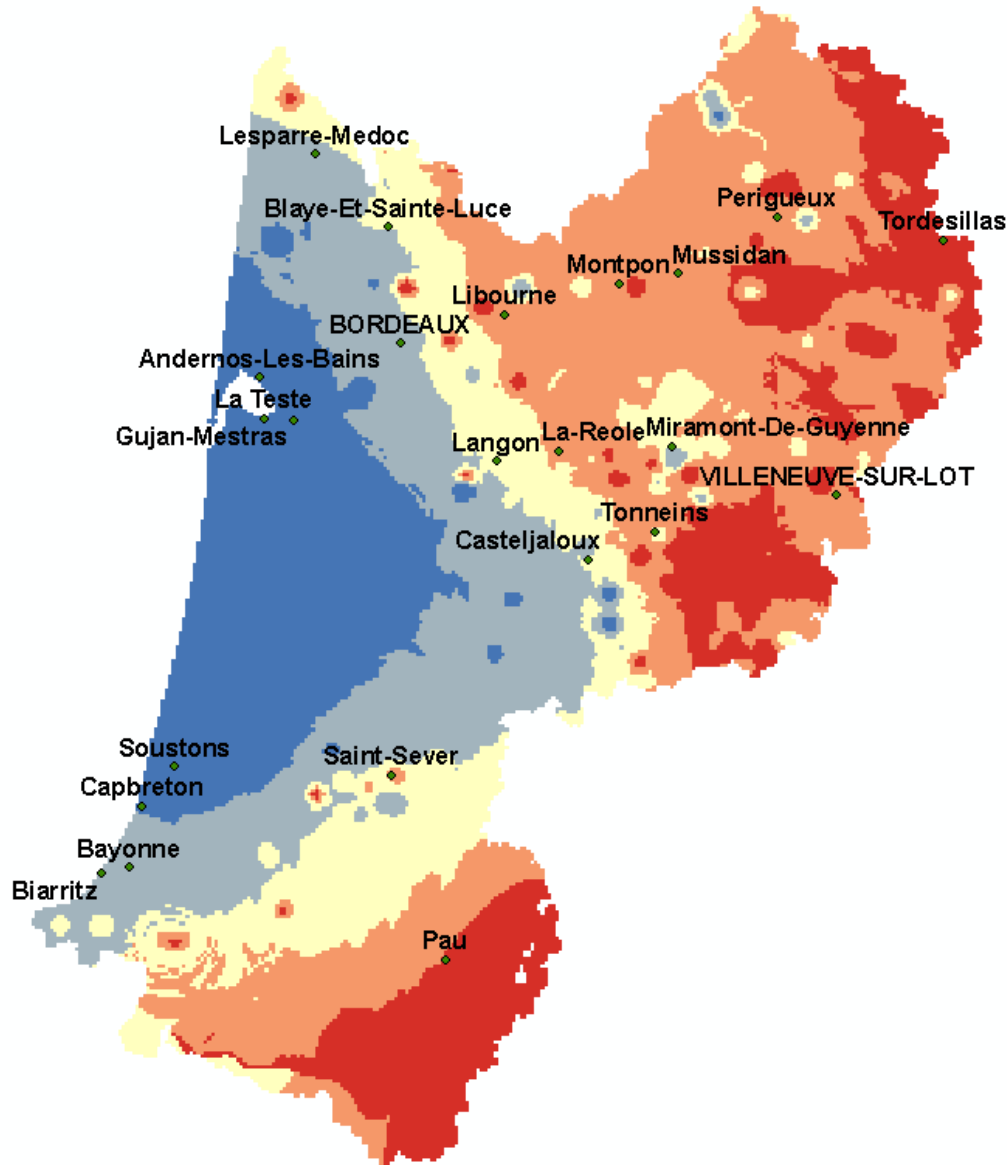 Lesparre-Medoc
Blaye-Et-Sainte-Luce
Perigueux
Tordesillas
Montpon
Mussidan
Libourne
BORDEAUX
Andernos-Les-Bains
La Teste
Gujan-Mestras
Langon
La-Reole
Miramont-De-Guyenne
VILLENEUVE-SUR-LOT
Tonneins
Casteljaloux
Soustons
Saint-Sever
Capbreton
Bayonne
Biarritz
Pau